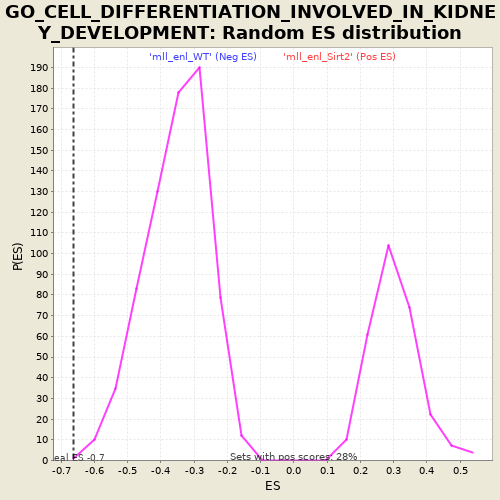 GO_CELL_DIFFERENTIATION_INVOLVED_IN_KIDNE
Y_DEVELOPMENT: Random ES distribution
'mll_enl_WT' (Neg ES) 'mll_enl_Sirt2' (Pos ES)
190
180
170
160
150
140
130
120
110
100
90
80
70
60
50
40
30
20
10
0
P(ES)
eal ES -0.7 Sets with pos scores: 28%
-0.7 -0.6 -0.5 -0.4 -0.3 -0.2 -0.1 0.0 0.1 0.2 0.3 0.4 0.5
ES